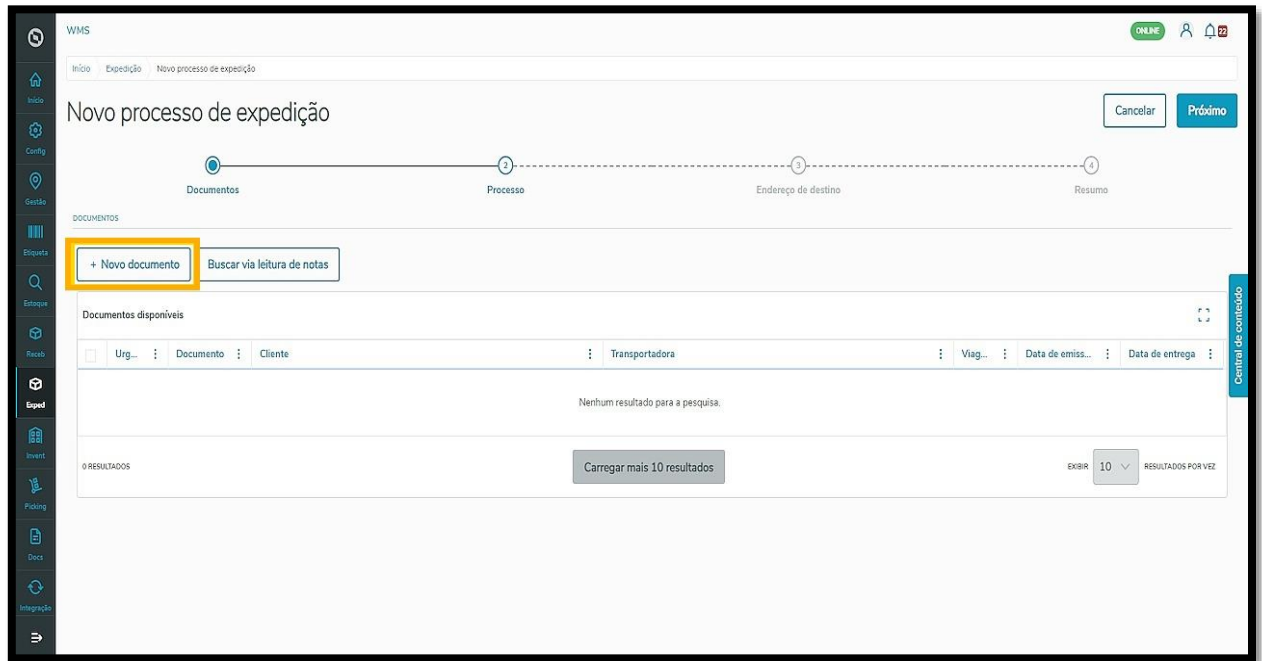 WMS
ONLINE
22
Início Expedição Novo processo de expedição
Novo processo de expedição
Cancelar
Próximo
2
3
4
Documentos
Processo
Endereço de destino
Resumo
DOCUMENTOS
+ Novo documento
Buscar via leitura de notas
Documentos disponíveis
Urg... Documento Cliente Transportadora Viag... Data de emiss... Data de entrega
Nenhum resultado para a pesquisa.
0 RESULTADOS
Carregar mais 10 resultados
EXIBIR 10 RESULTADOS POR VEZ
Central de conteúdo
Início
Config
Gestão
Etiqueta
Estoque
Receb
Exped
Invent
Picking
Docs
Integração